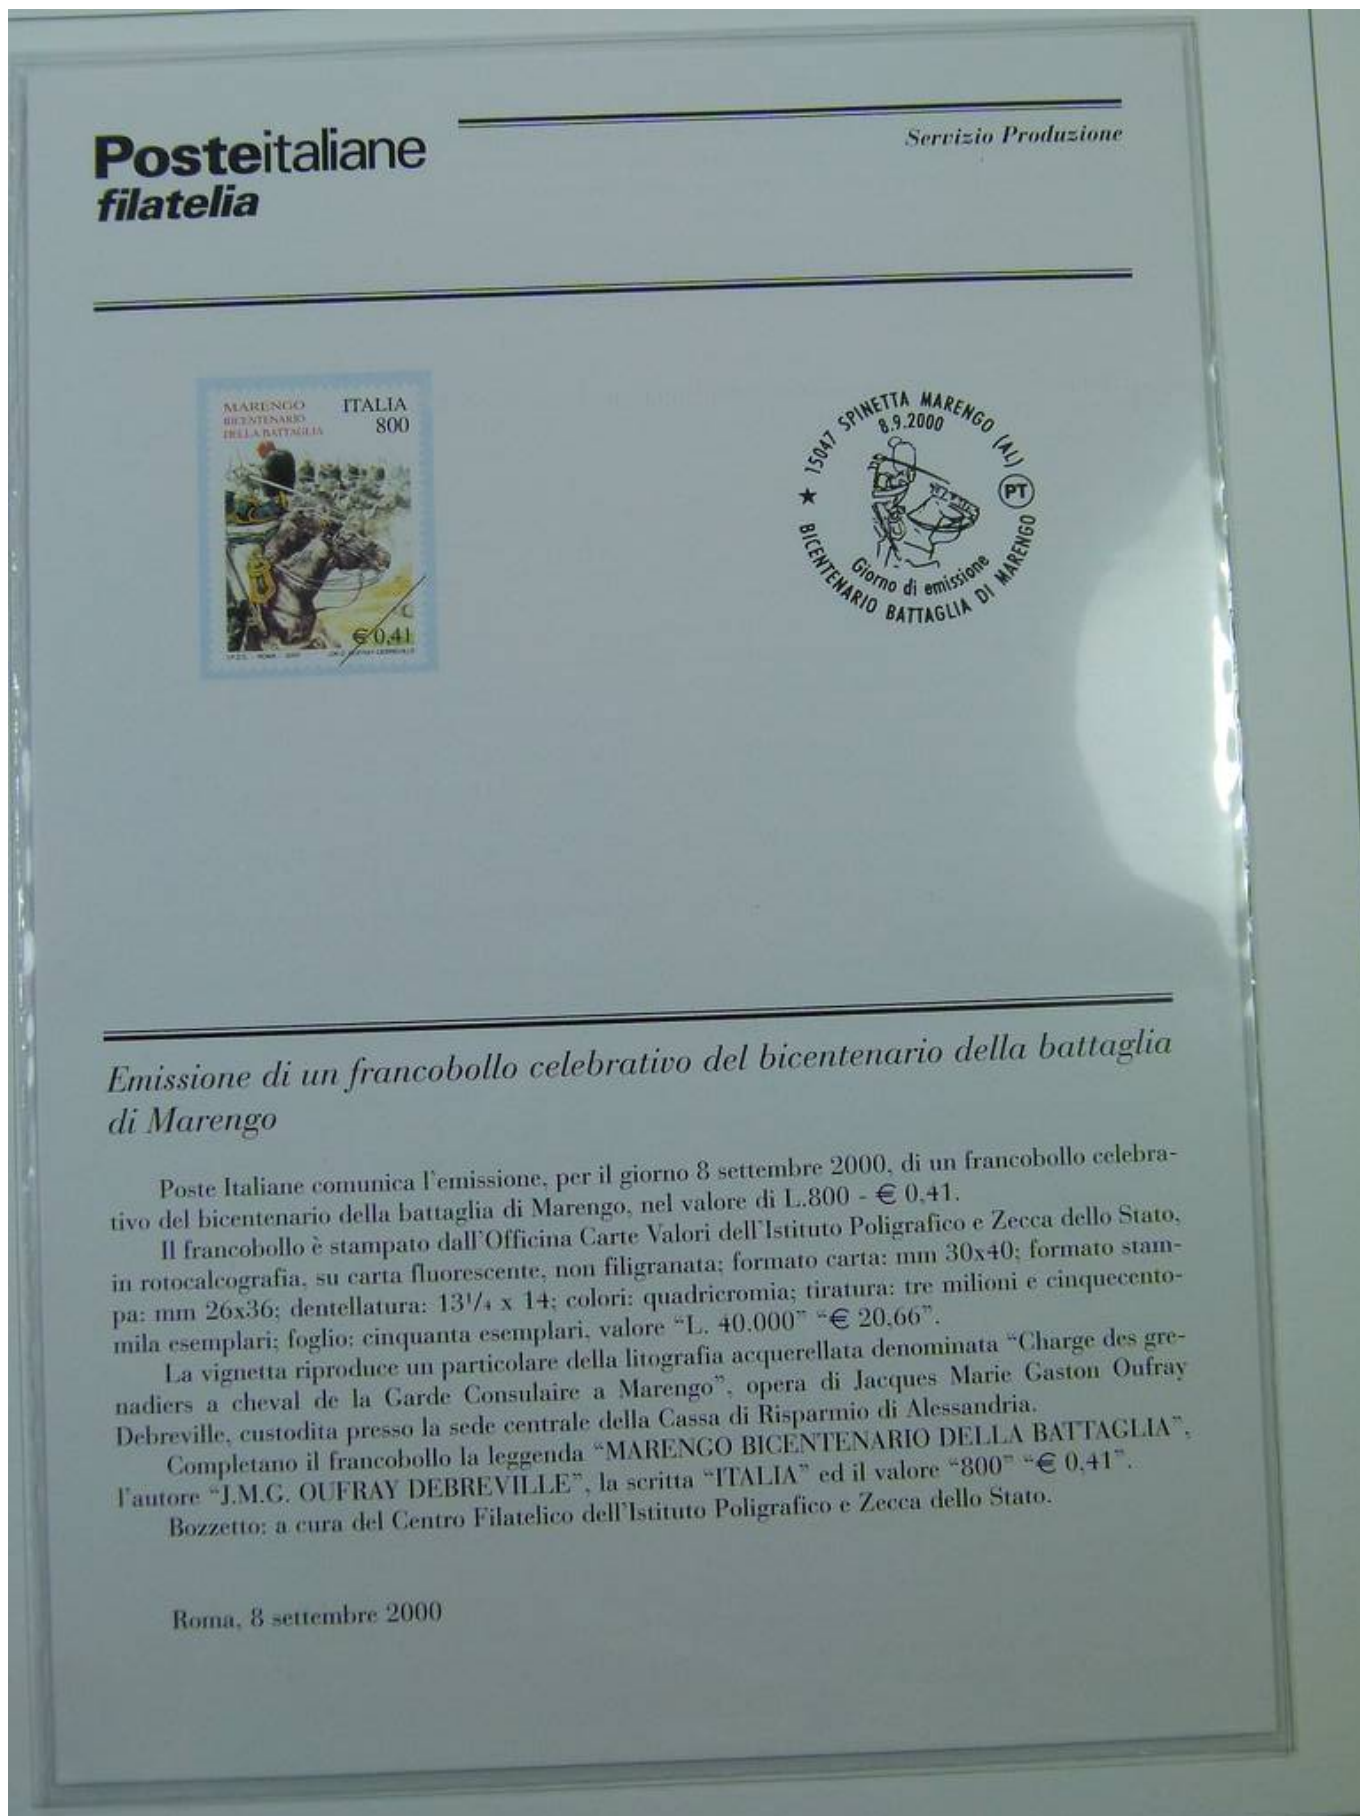 Posteitaliane
filatelia
Servizio Produzione
MARENGO
BICENTENARIO
DELLA BATTAGLIA
ITALIA
800
€ 0,41
15047 SPINETTA MARENGO (AL)
8.9.2000
PT
Giorno di emissione
★ BICENTENARIO BATTAGLIA DI MARENGO
Emissione di un francobollo celebrativo del bicentenario della battaglia
di Marengo
Poste Italiane comunica l'emissione, per il giorno 8 settembre 2000, di un francobollo celebra-
tivo del bicentenario della battaglia di Marengo, nel valore di L.800 - € 0,41.
Il francobollo è stampato dall'Officina Carte Valori dell'Istituto Poligrafico e Zecca dello Stato,
in rotocalcografia, su carta fluorescente, non filigranata; formato carta: mm 30x40; formato stam-
pa: mm 26x36; dentellatura: 13¹/₄ x 14; colori: quadricromia; tiratura: tre milioni e cinquecento-
mila esemplari; foglio: cinquanta esemplari, valore “L. 40.000” “€ 20,66”.
La vignetta riproduce un particolare della litografia acquerellata denominata “Charge des gre-
nadiers a cheval de la Garde Consulaire a Marengo”, opera di Jacques Marie Gaston Oufray
Debreville, custodita presso la sede centrale della Cassa di Risparmio di Alessandria.
Completano il francobollo la leggenda “MARENGO BICENTENARIO DELLA BATTAGLIA”,
l'autore “J.M.G. OUFRAY DEBREVILLE”, la scritta “ITALIA” ed il valore “800” “€ 0,41”.
Bozzetto: a cura del Centro Filatelico dell'Istituto Poligrafico e Zecca dello Stato.
Roma, 8 settembre 2000